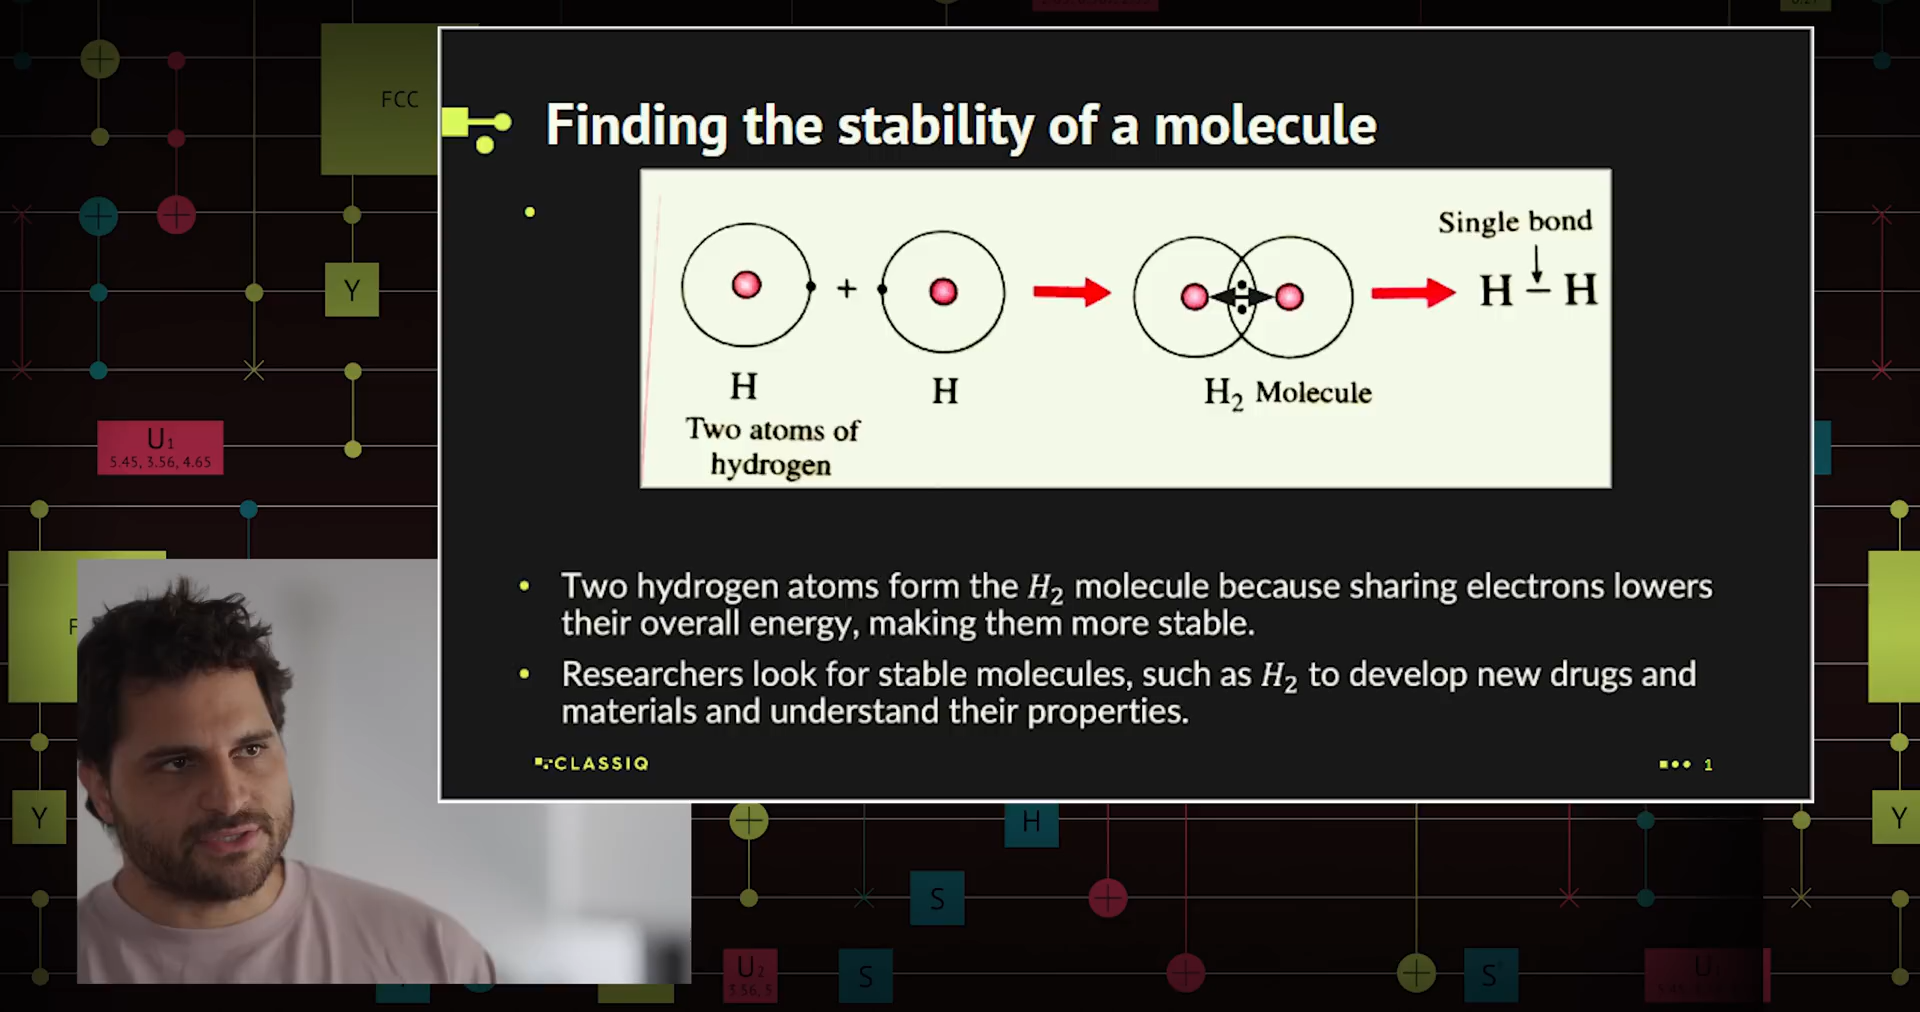 FCC
Finding the stability of a molecule
Single bond
H – H
+
H
H
H₂ Molecule
Two atoms of
hydrogen
Y
U₁
5.45, 3.56, 4.65
• Two hydrogen atoms form the H₂ molecule because sharing electrons lowers
their overall energy, making them more stable.
• Researchers look for stable molecules, such as H₂ to develop new drugs and
materials and understand their properties.
CLASSIQ
1
F
Y
H
Y
S
U₂
3.56, 5
S
S